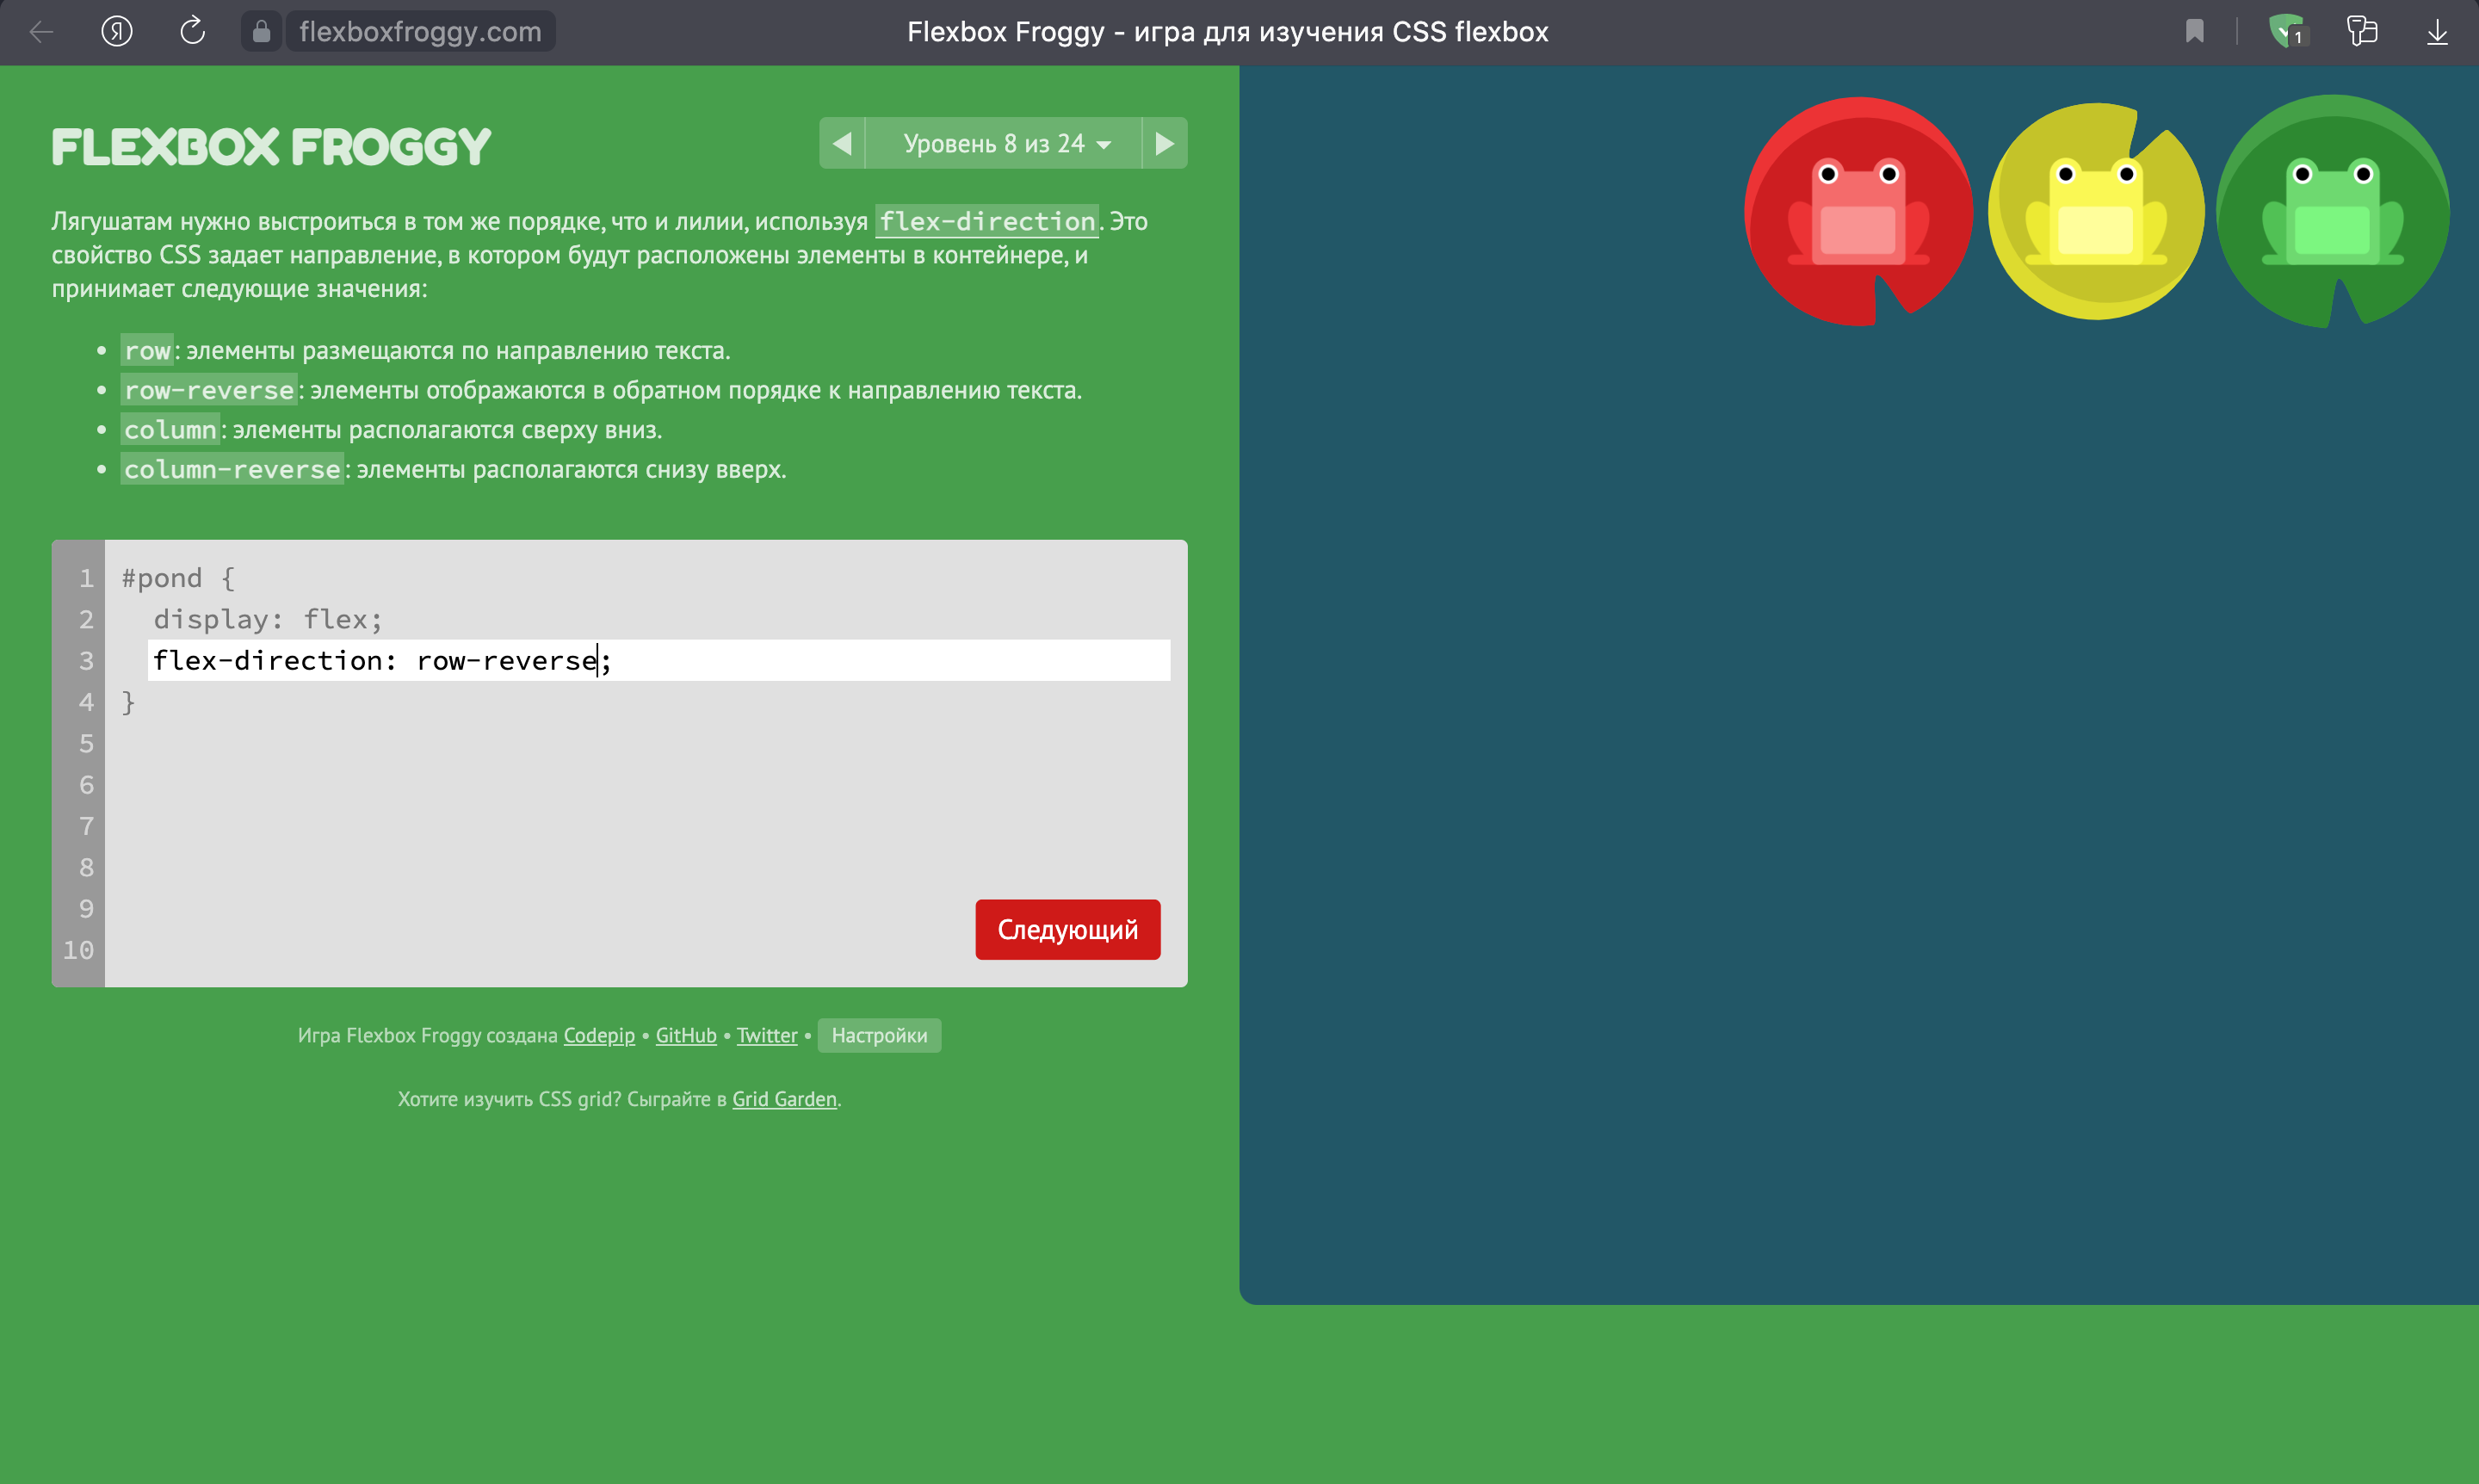 flexboxfroggy.com
Flexbox Froggy - игра для изучения CSS flexbox
1
FLEXBOX FROGGY
Уровень 8 из 24
Лягушатам нужно выстроиться в том же порядке, что и лилии, используя flex-direction. Это
свойство CSS задает направление, в котором будут расположены элементы в контейнере, и
принимает следующие значения:
• row: элементы размещаются по направлению текста.
• row-reverse: элементы отображаются в обратном порядке к направлению текста.
• column: элементы располагаются сверху вниз.
• column-reverse: элементы располагаются снизу вверх.
1 #pond {
2 display: flex;
3 flex-direction: row-reverse;
4 }
5
6
7
8
9
10
Следующий
Игра Flexbox Froggy создана Codepip • GitHub • Twitter • Настройки
Хотите изучить CSS grid? Сыграйте в Grid Garden.